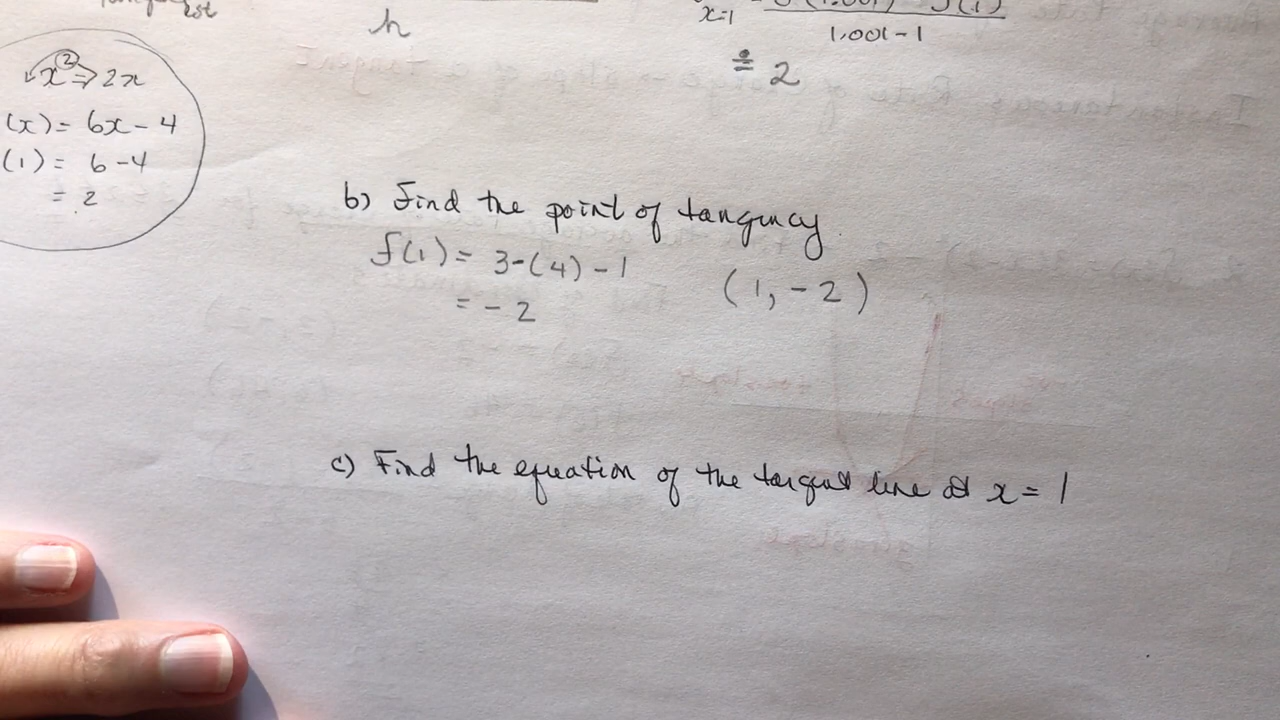 h
x=1
1.001-1
≐ 2
x² ⇒ 2x
(x) = 6x - 4
(1) = 6 - 4
= 2
b) Find the point of tangency
f(1) = 3-(4)-1
= -2
(1, -2)
c) Find the equation of the tangent line at x = 1